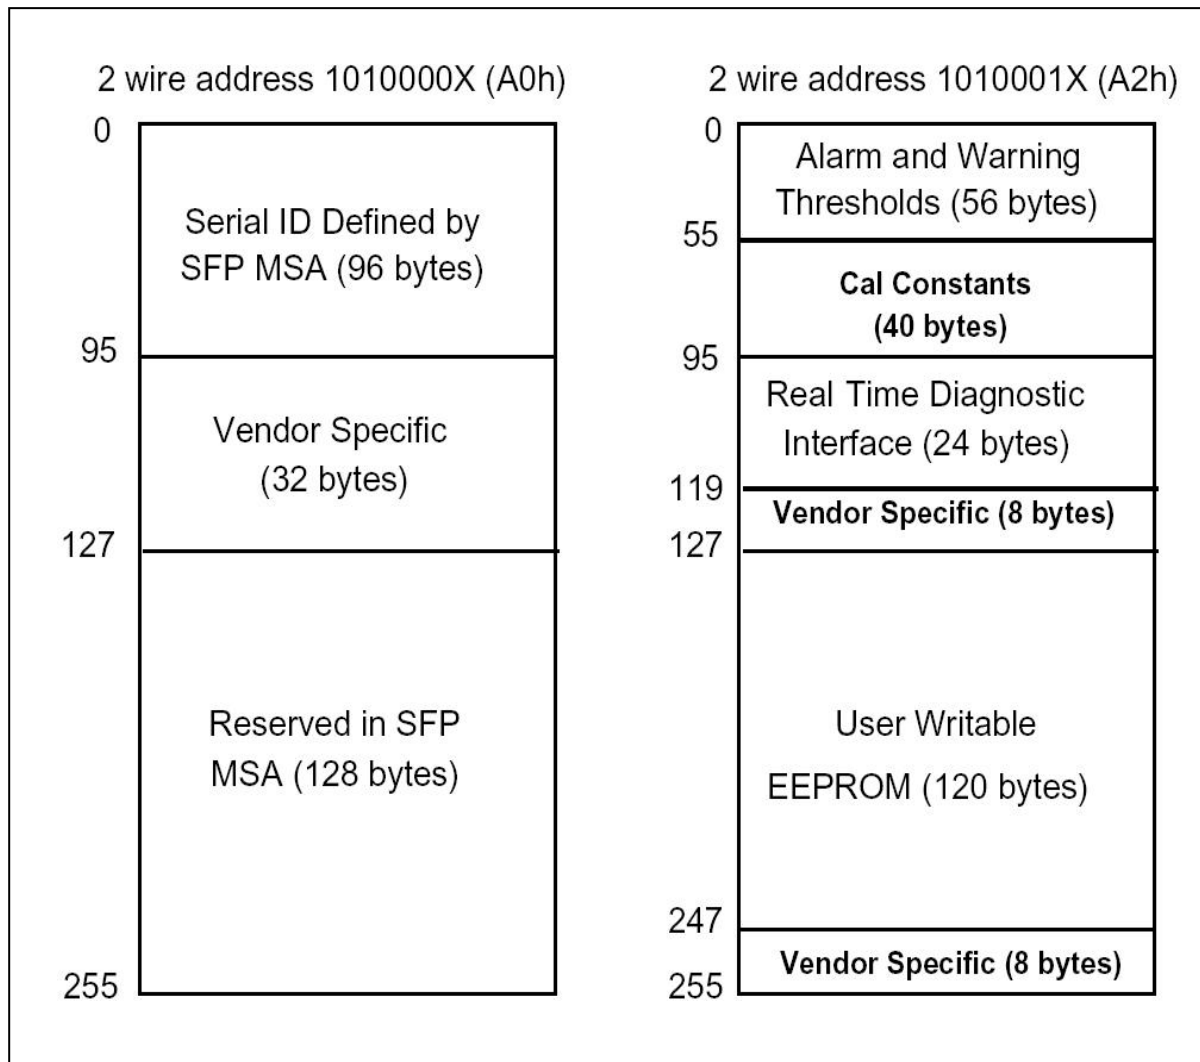 2 wire address 1010000X (A0h)
0
Serial ID Defined by
SFP MSA (96 bytes)
95
Vendor Specific
(32 bytes)
127
Reserved in SFP
MSA (128 bytes)
255
2 wire address 1010001X (A2h)
0
Alarm and Warning
Thresholds (56 bytes)
55
Cal Constants
(40 bytes)
95
Real Time Diagnostic
Interface (24 bytes)
119
Vendor Specific (8 bytes)
127
User Writable
EEPROM (120 bytes)
247
Vendor Specific (8 bytes)
255